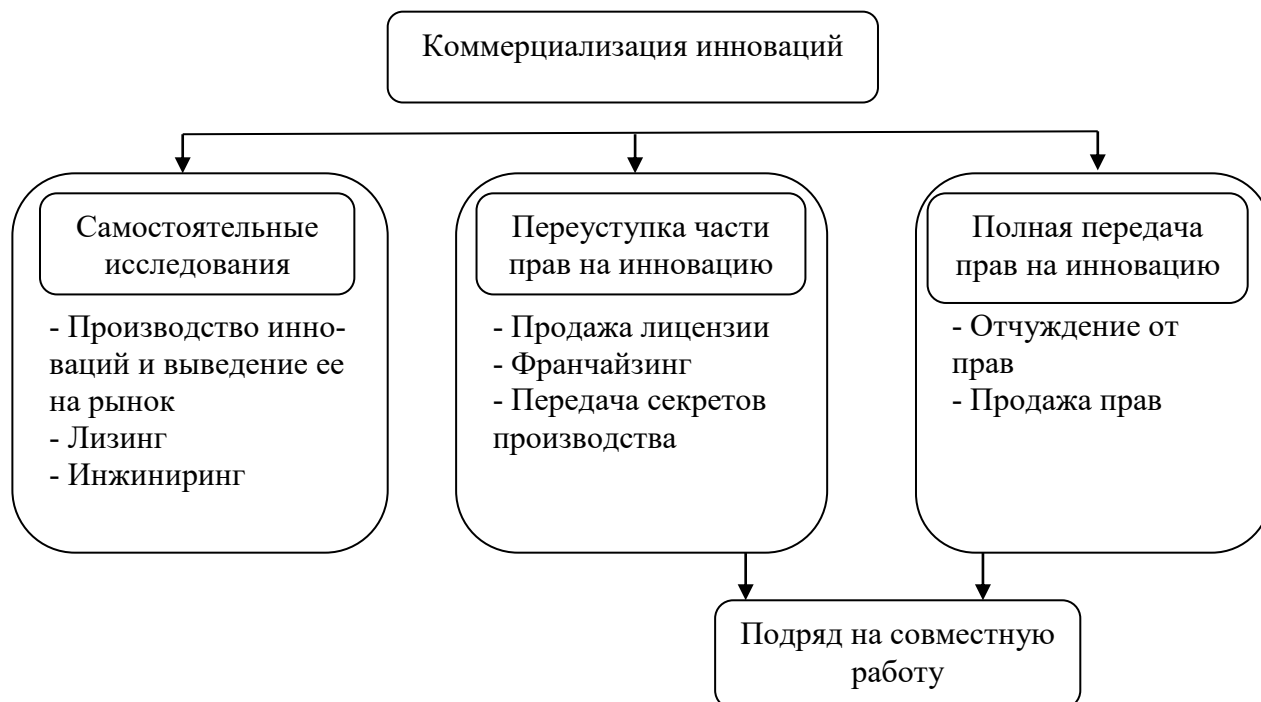 Коммерциализация инноваций
Самостоятельные
исследования
- Производство инно-
ваций и выведение ее
на рынок
- Лизинг
- Инжиниринг
Переуступка части
прав на инновацию
- Продажа лицензии
- Франчайзинг
- Передача секретов
производства
Полная передача
прав на инновацию
- Отчуждение от
прав
- Продажа прав
Подряд на совместную
работу